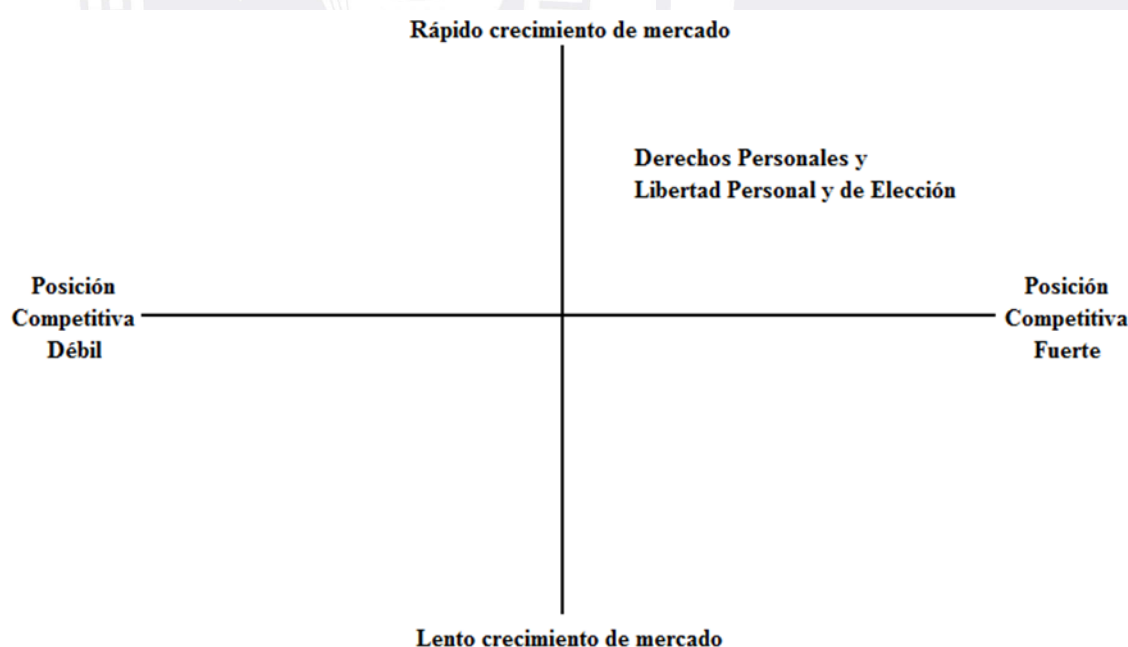 Rápido crecimiento de mercado
Derechos Personales y
Libertad Personal y de Elección
Posición
Competitiva
Débil
Posición
Competitiva
Fuerte
Lento crecimiento de mercado